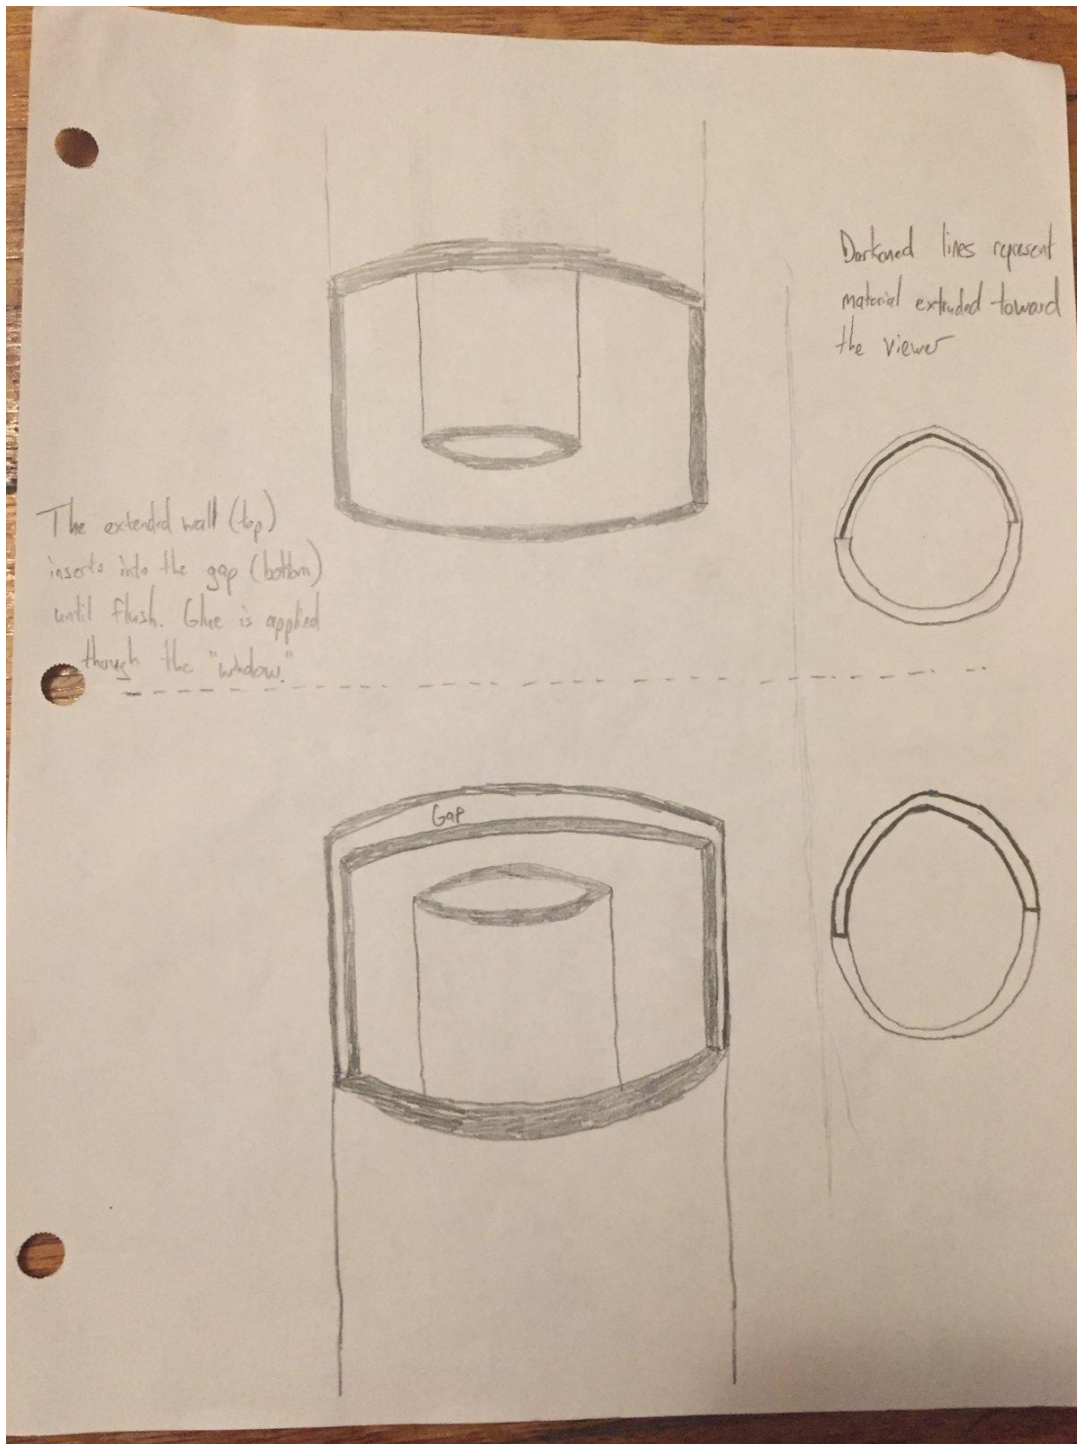 Darkened lines represent
material extruded toward
the viewer
The extended wall (top)
inserts into the gap (bottom)
until flush. Glue is applied
though the "window."
Gap